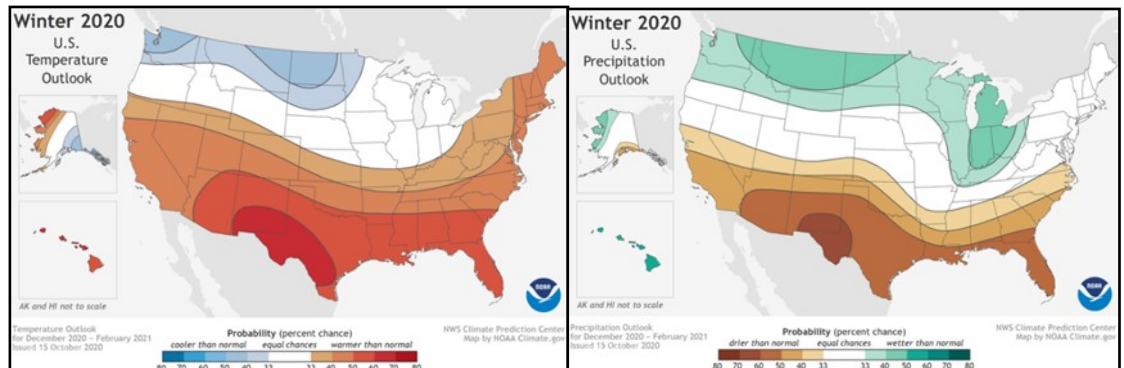 Winter 2020
U.S.
Temperature
Outlook
AK and HI not to scale
NOAA
Temperature Outlook
for December 2020 – February 2021
Issued 15 October 2020
NWS Climate Prediction Center
Map by NOAA Climate.gov
Probability (percent chance)
cooler than normal equal chances warmer than normal
80 70 60 50 40 33 33 40 50 60 70 80
Winter 2020
U.S.
Precipitation
Outlook
AK and HI not to scale
NOAA
Precipitation Outlook
for December 2020 – February 2021
Issued 15 October 2020
NWS Climate Prediction Center
Map by NOAA Climate.gov
Probability (percent chance)
drier than normal equal chances wetter than normal
80 70 60 50 40 33 33 40 50 60 70 80